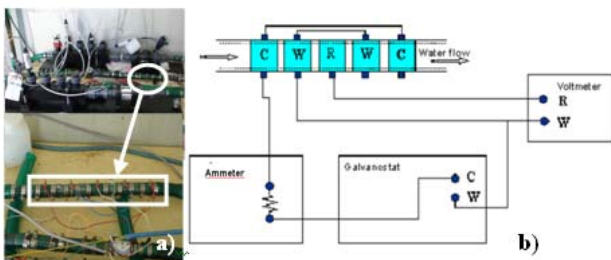 C W R W C
Water flow
Voltmeter
R
W
Ammeter
Galvanostat
C
W
a)
b)